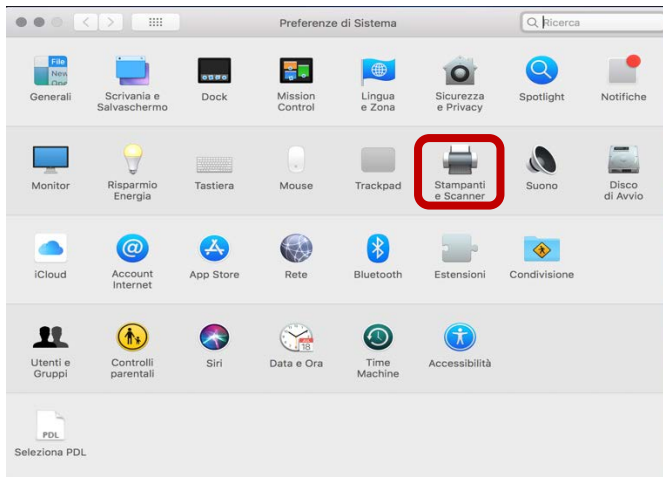 Preferenze di Sistema
Ricerca
File
New
Ope
Generali
Scrivania e
Salvaschermo
Dock
Mission
Control
Lingua
e Zona
Sicurezza
e Privacy
Spotlight
Notifiche
Monitor
Risparmio
Energia
Tastiera
Mouse
Trackpad
Stampanti
e Scanner
Suono
Disco
di Avvio
iCloud
Account
Internet
App Store
Rete
Bluetooth
Estensioni
Condivisione
Utenti e
Gruppi
Controlli
parentali
Siri
18
Data e Ora
Time
Machine
Accessibilità
PDL
Seleziona PDL